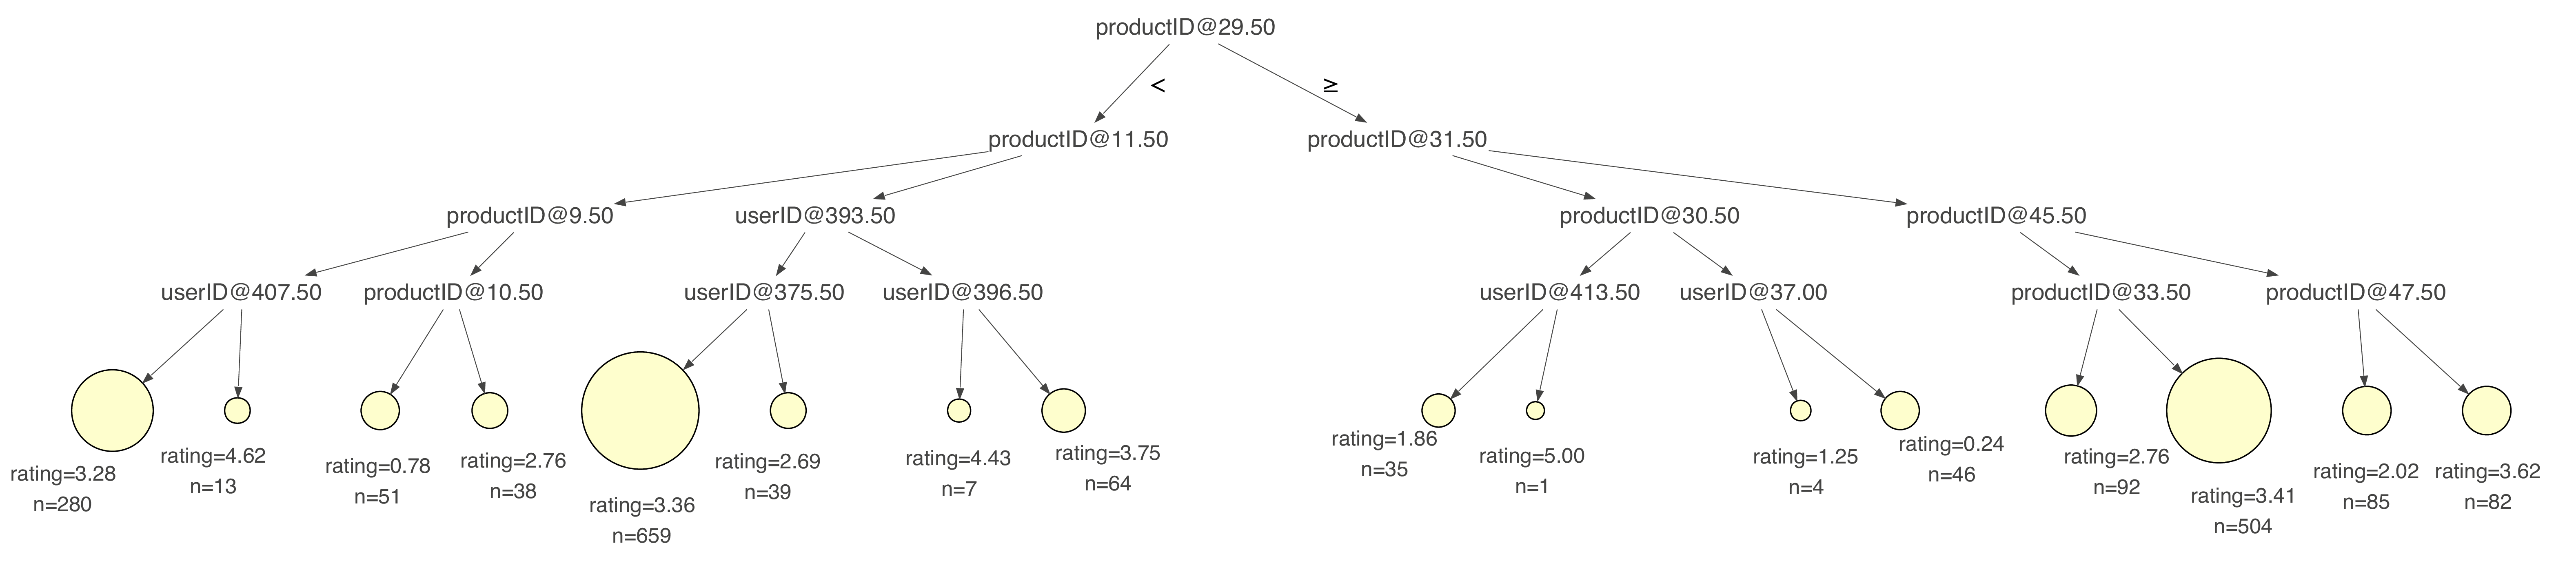 productID@29.50
<
≥
productID@11.50
productID@31.50
productID@9.50
userID@393.50
productID@30.50
productID@45.50
userID@407.50
productID@10.50
userID@375.50
userID@396.50
userID@413.50
userID@37.00
productID@33.50
productID@47.50
rating=3.28
n=280
rating=4.62
n=13
rating=0.78
n=51
rating=2.76
n=38
rating=3.36
n=659
rating=2.69
n=39
rating=4.43
n=7
rating=3.75
n=64
rating=1.86
n=35
rating=5.00
n=1
rating=1.25
n=4
rating=0.24
n=46
rating=2.76
n=92
rating=3.41
n=504
rating=2.02
n=85
rating=3.62
n=82